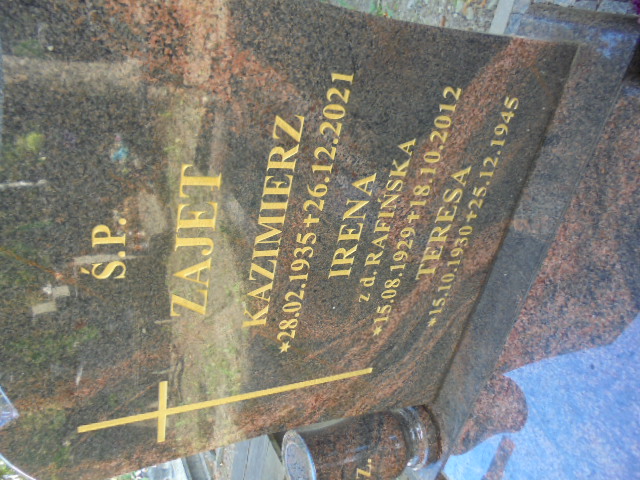 Ś.P.
ZAJET
KAZIMIERZ
*28.02.1935+26.12.2021
IRENA
z d. RAFIŃSKA
*15.08.1929+18.10.2012
TERESA
*15.10.1930+25.12.1945
Z.